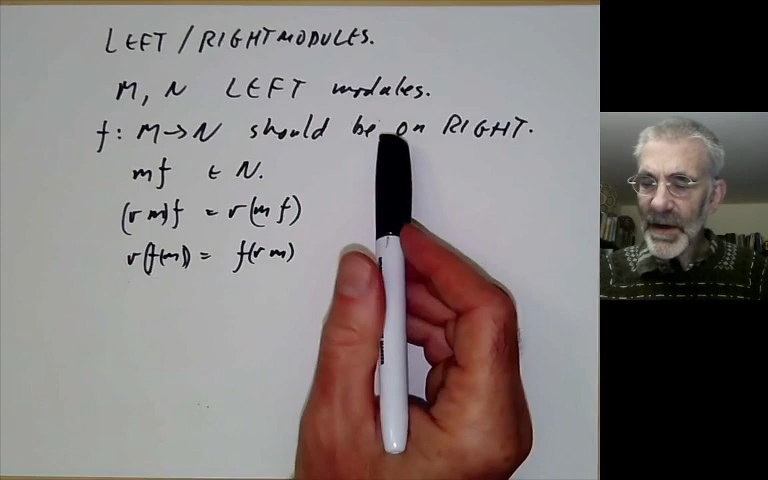 LEFT / RIGHT MODULES.
M, N LEFT modules.
f: M → N should be on RIGHT.
mf ∈ N.
(rm)f = r(mf)
r(f(m)) = f(rm)